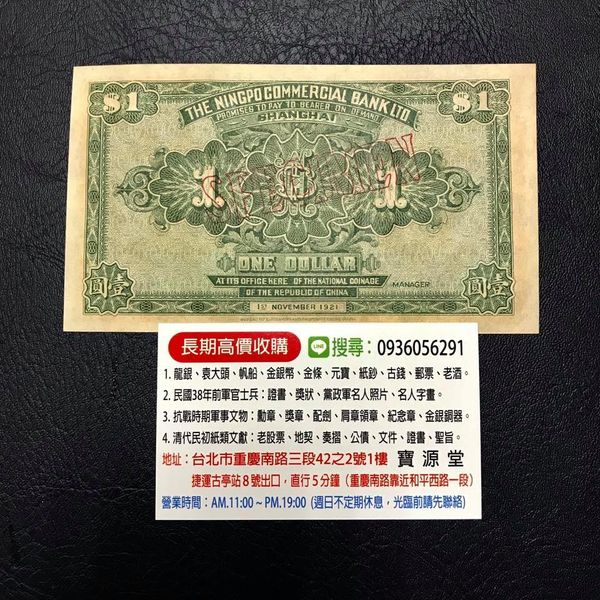 $1
THE NINGPO COMMERCIAL BANK LTD
$1
PROMISES TO PAY TO BEARER ON DEMAND
SHANGHAI
SPECIMEN
1
1
ONE DOLLAR
AT ITS OFFICE HERE OF THE NATIONAL COINAGE
OF THE REPUBLIC OF CHINA
MANAGER
圓
壹
1ST NOVEMBER 1921
長期高價收購 LINE 搜尋：0936056291
1. 龍銀、袁大頭、帆船、金銀幣、金條、元寶、紙鈔、古錢、郵票、老酒。
2. 民國38年前軍官士兵：證書、獎狀、黨政軍名人照片、名人字畫。
3. 抗戰時期軍事文物：勳章、獎章、配劍、肩章領章、紀念章、金銀銅器。
4. 清代民初紙類文獻：老股票、地契、奏摺、公債、文件、證書、聖旨。
地址：台北市重慶南路三段42之2號1樓 寶源堂
捷運古亭站8號出口，直行5分鐘（重慶南路靠近和平西路一段）
營業時間：AM.11:00～PM.19:00 (週日不定期休息，光臨前請先聯絡)